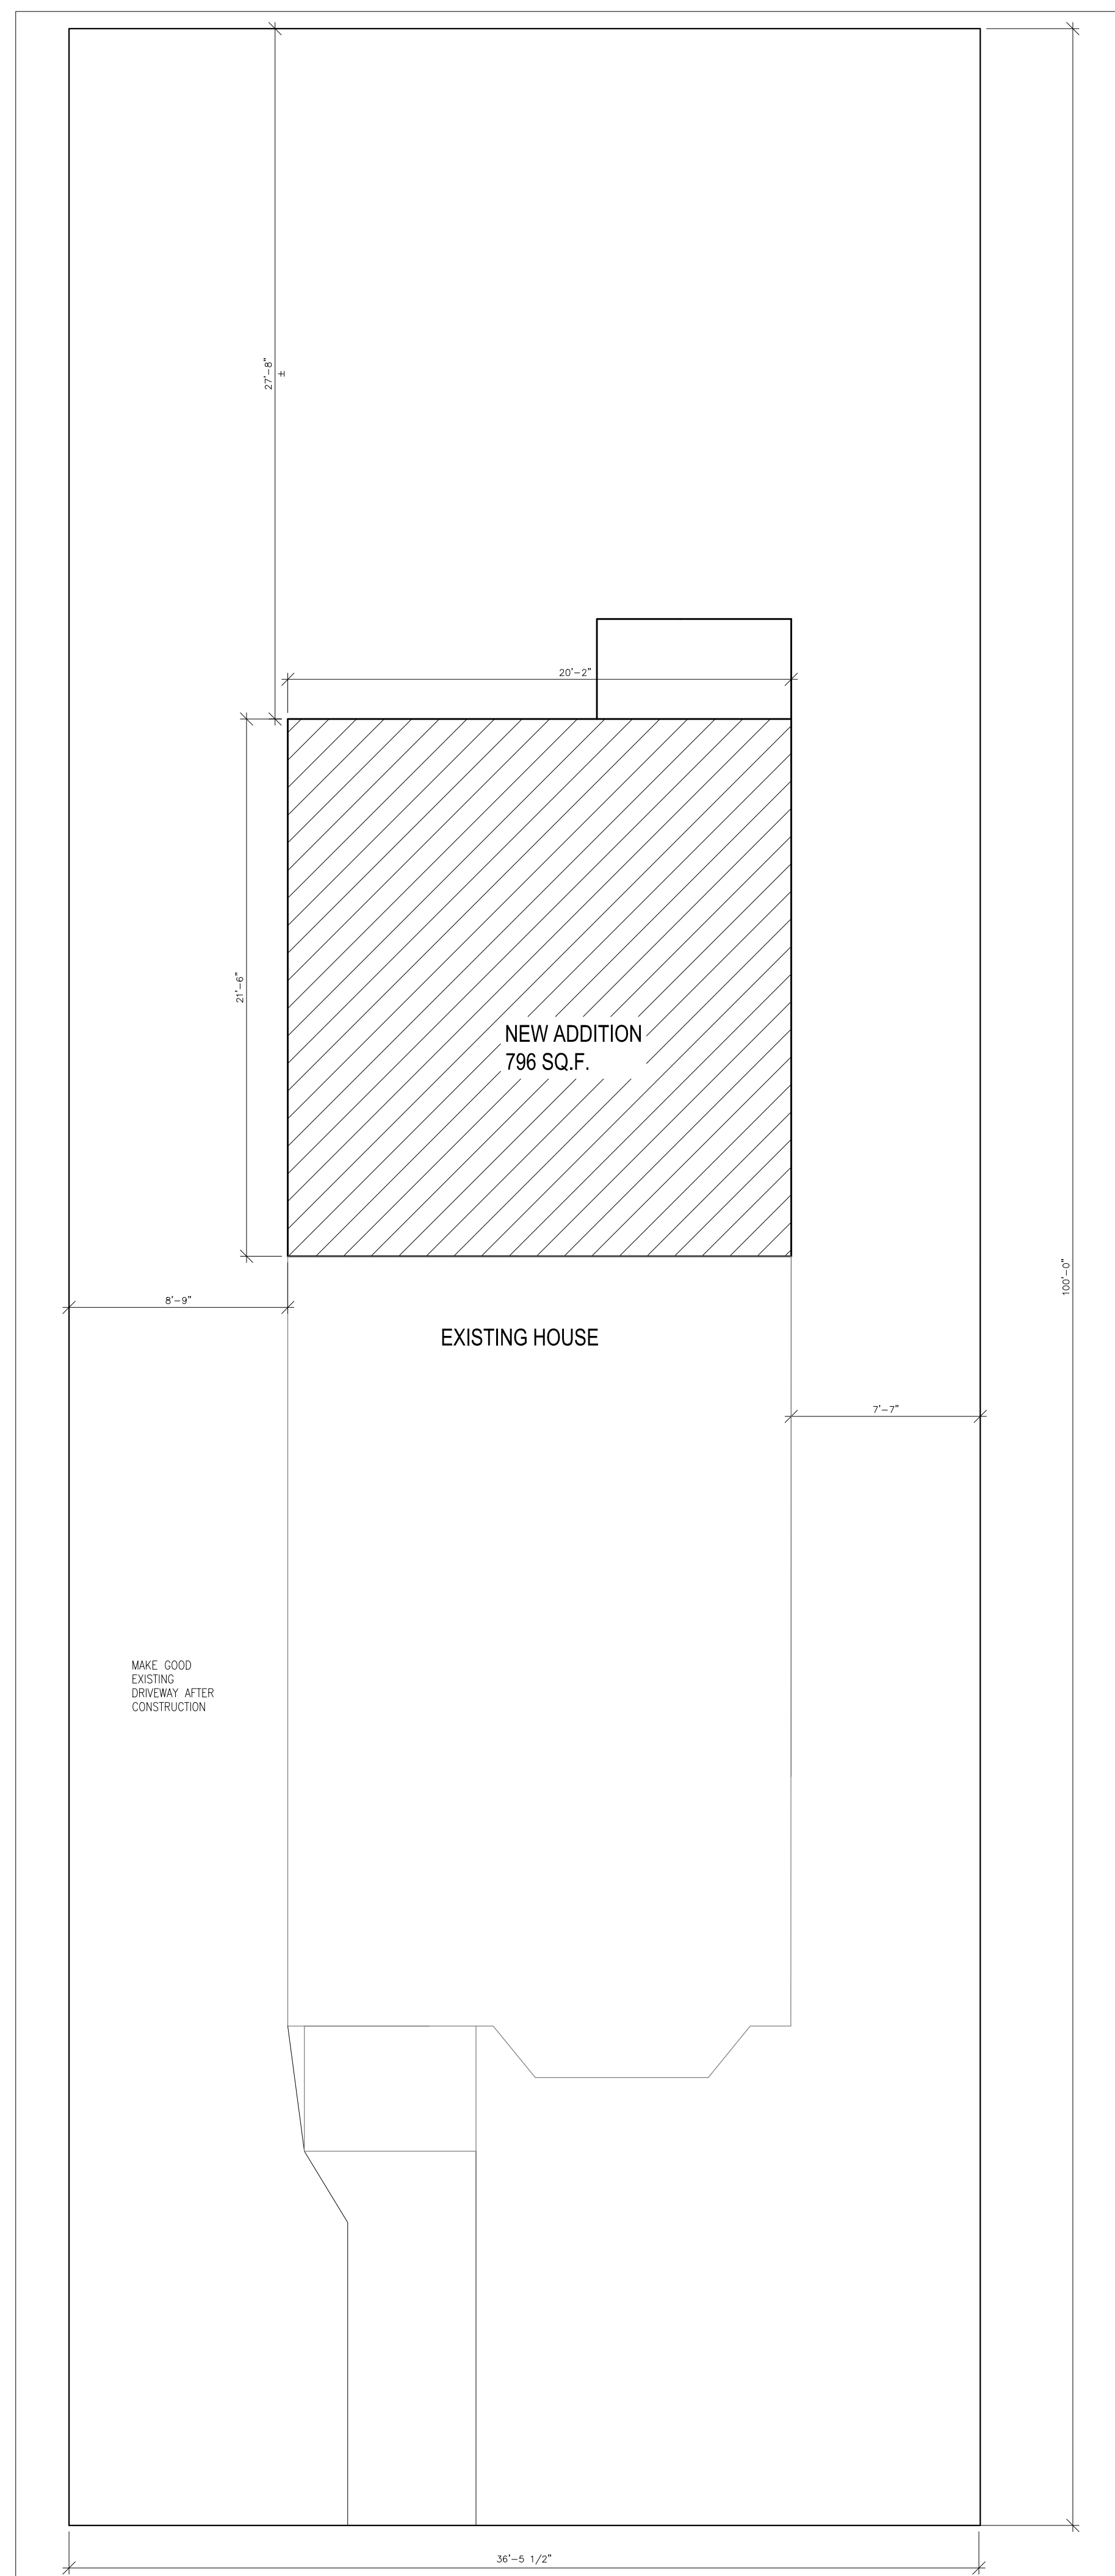 27'-8"
±
20'-2"
21'-6"
NEW ADDITION
796 SQ.F.
100'-0"
8'-9"
EXISTING HOUSE
7'-7"
MAKE GOOD
EXISTING
DRIVEWAY AFTER
CONSTRUCTION
36'-5 1/2"